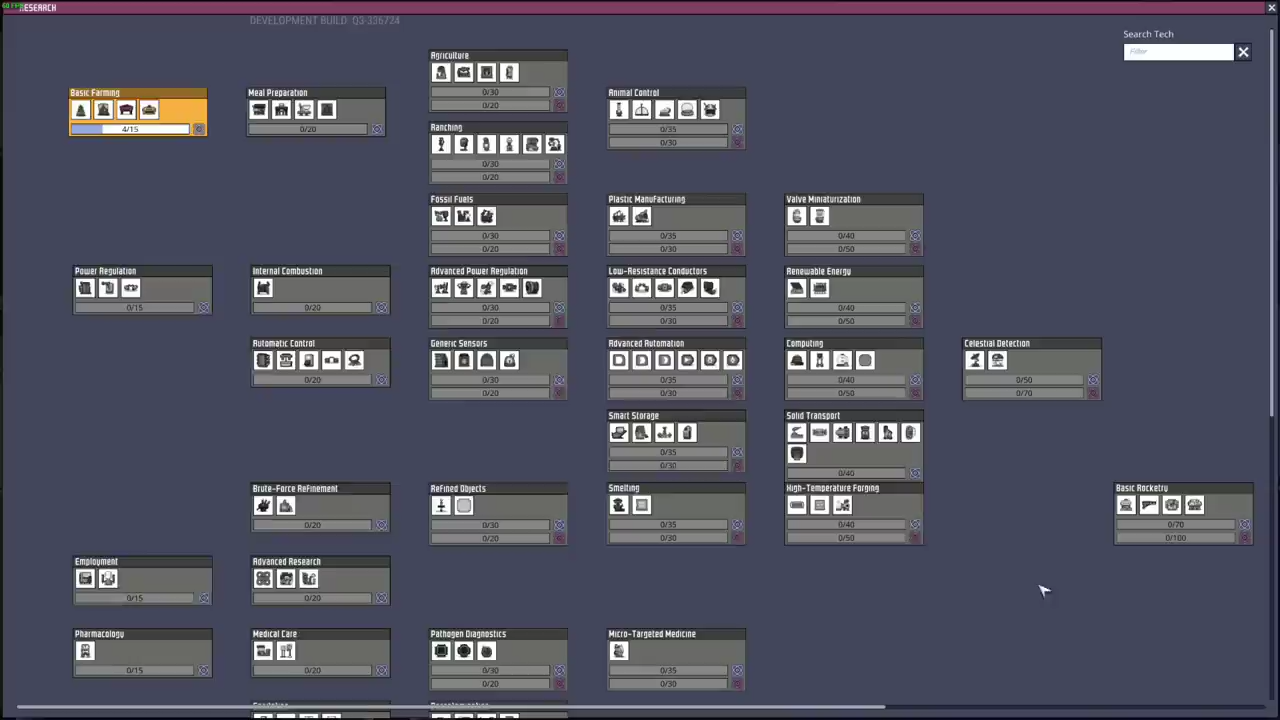 RESEARCH
DEVELOPMENT BUILD: Q3-336724
Search Tech
Filter
Agriculture
0/30
0/20
Basic Farming
4/15
Meal Preparation
0/20
Animal Control
0/35
0/30
Ranching
0/30
0/20
Fossil Fuels
0/30
0/20
Plastic Manufacturing
0/35
0/30
Valve Miniaturization
0/40
0/50
Power Regulation
0/15
Internal Combustion
0/20
Advanced Power Regulation
0/30
0/20
Low-Resistance Conductors
0/35
0/30
Renewable Energy
0/40
0/50
Automatic Control
0/20
Generic Sensors
0/30
0/20
Advanced Automation
0/35
0/30
Computing
0/40
0/50
Celestial Detection
0/50
0/70
Smart Storage
0/35
0/30
Solid Transport
0/40
Brute-Force Refinement
0/20
Refined Objects
0/30
0/20
Smelting
0/35
0/30
High-Temperature Forging
0/40
0/50
Basic Rocketry
0/70
0/100
Employment
0/15
Advanced Research
0/20
Pharmacology
0/15
Medical Care
0/20
Pathogen Diagnostics
0/30
0/20
Micro-Targeted Medicine
0/35
0/30